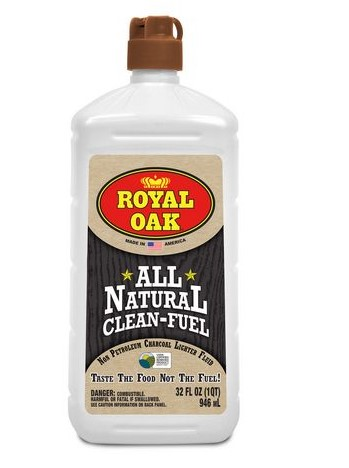 ROYAL
OAK
MADE IN AMERICA
ALL
NATURAL
CLEAN-FUEL
NON PETROLEUM CHARCOAL LIGHTER FLUID
TASTE THE FOOD NOT THE FUEL!
DANGER: COMBUSTIBLE.
HARMFUL OR FATAL IF SWALLOWED.
SEE CAUTION INFORMATION ON BACK PANEL.
32 FL OZ (1QT)
946 mL